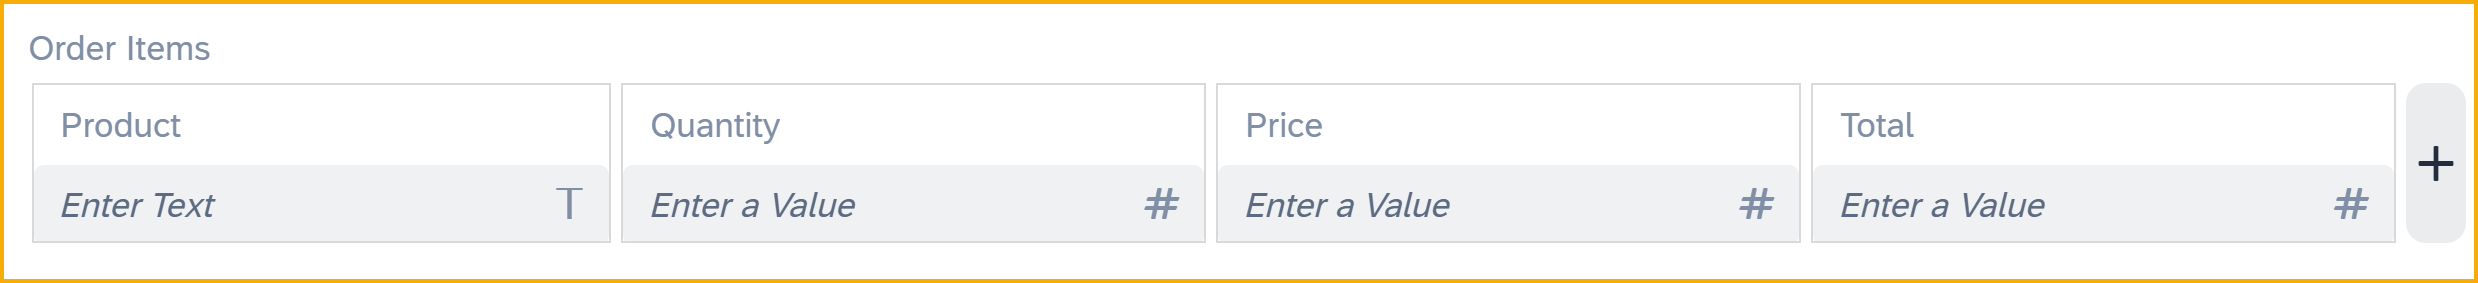 Order Items
Product Quantity Price Total
Enter Text T Enter a Value # Enter a Value # Enter a Value # +